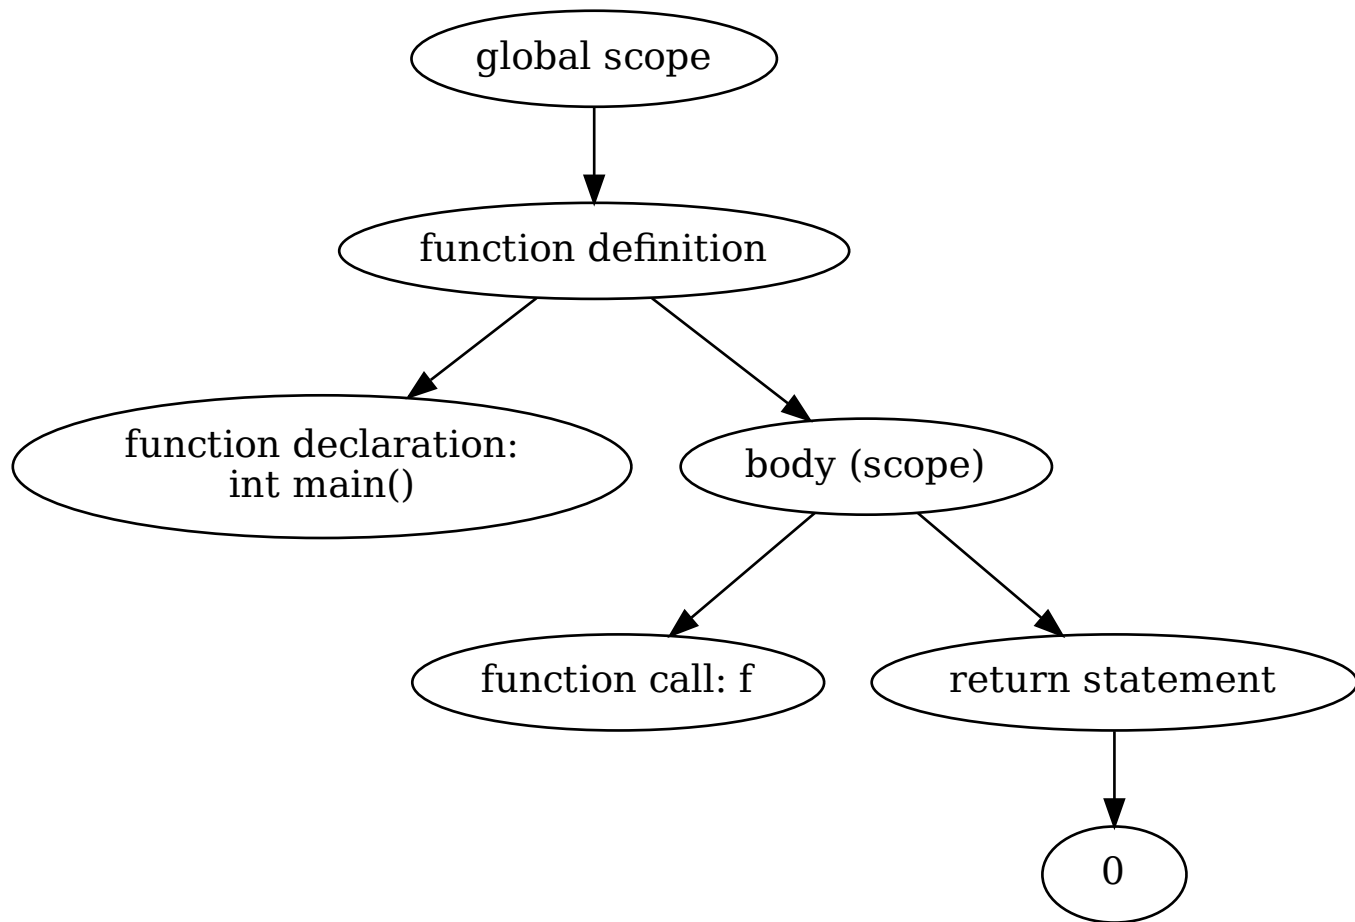 global scope
function definition
function declaration:
int main()
body (scope)
function call: f
return statement
0